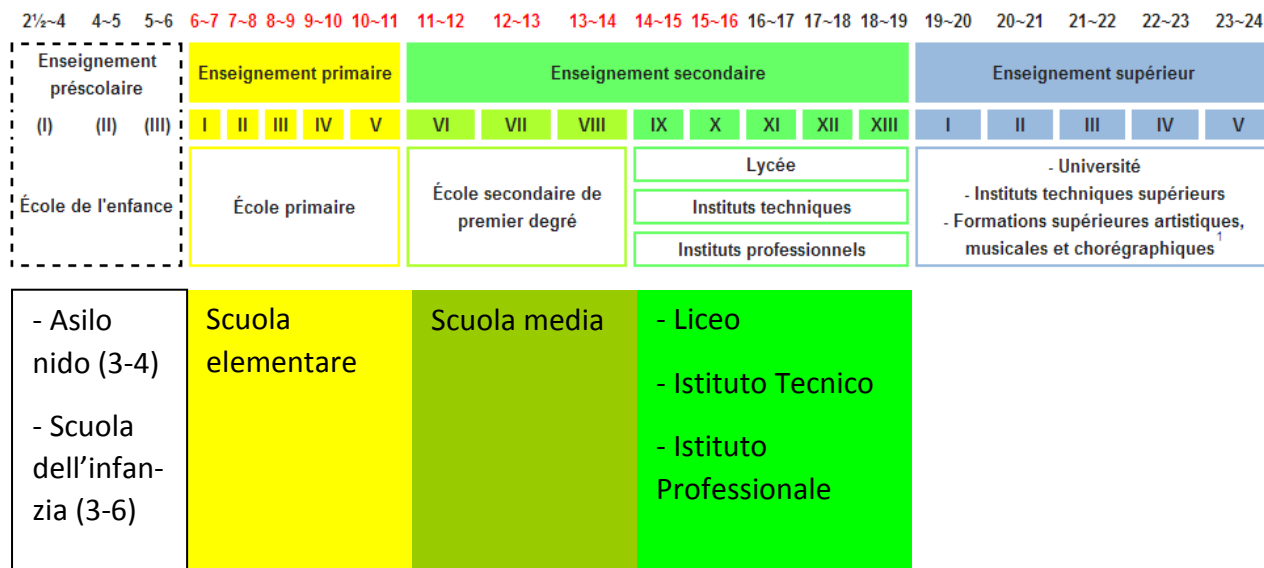 2½~4 4~5 5~6 6~7 7~8 8~9 9~10 10~11 11~12 12~13 13~14 14~15 15~16 16~17 17~18 18~19 19~20 20~21 21~22 22~23 23~24
Enseignement
préscolaire
Enseignement primaire
Enseignement secondaire
Enseignement supérieur
(I) (II) (III) I II III IV V VI VII VIII IX X XI XII XIII I II III IV V
École de l'enfance
École primaire
École secondaire de
premier degré
Lycée
Instituts techniques
Instituts professionnels
- Université
- Instituts techniques supérieurs
- Formations supérieures artistiques,
musicales et chorégraphiques1
- Asilo
nido (3-4)
- Scuola
dell’infan-
zia (3-6)
Scuola
elementare
Scuola media
- Liceo
- Istituto Tecnico
- Istituto
Professionale